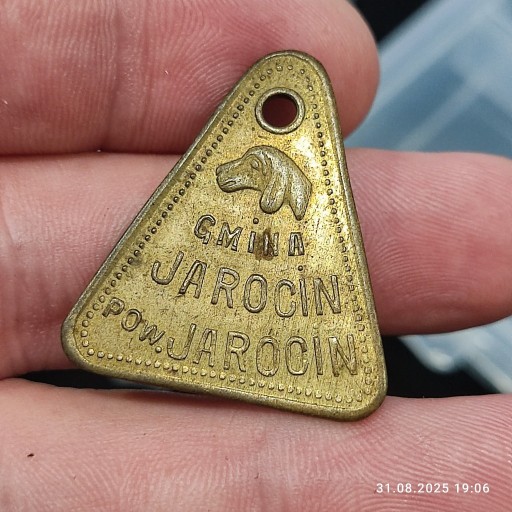 GMINA
JAROCIN
POW. JAROCIN
31.08.2025 19:06